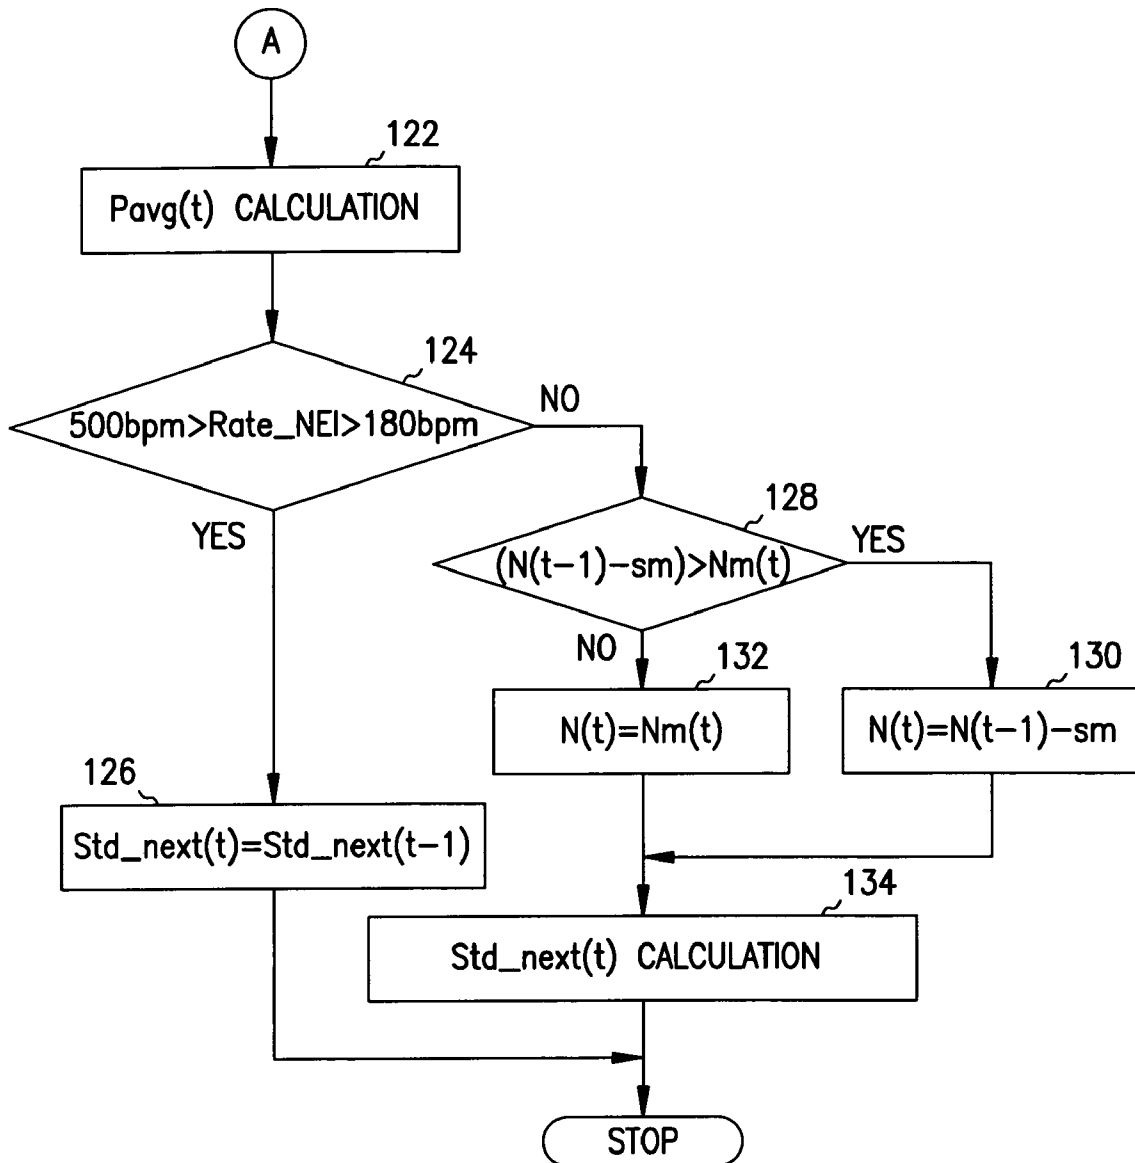 A
122
Pavg(t) CALCULATION
124
500bpm>Rate_NEI>180bpm
NO
YES
128
(N(t-1)-sm)>Nm(t)
YES
NO
132
N(t)=Nm(t)
130
N(t)=N(t-1)-sm
126
Std_next(t)=Std_next(t-1)
134
Std_next(t) CALCULATION
STOP